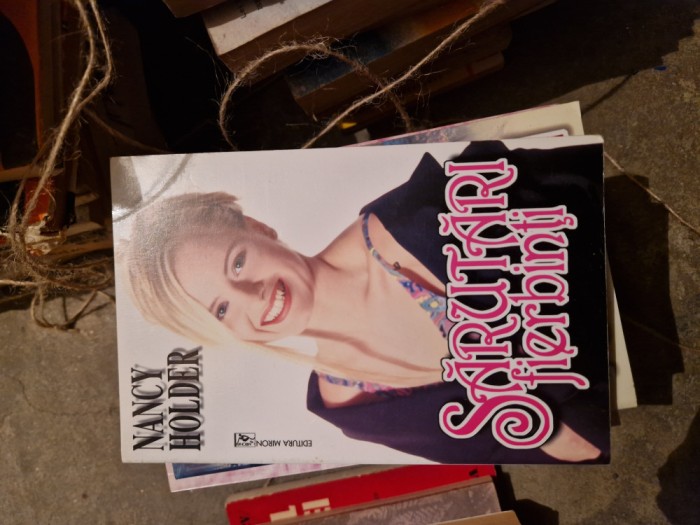 NANCY
HOLDER
SĂRUTĂRI
fierbinți
EDITURA MIRON